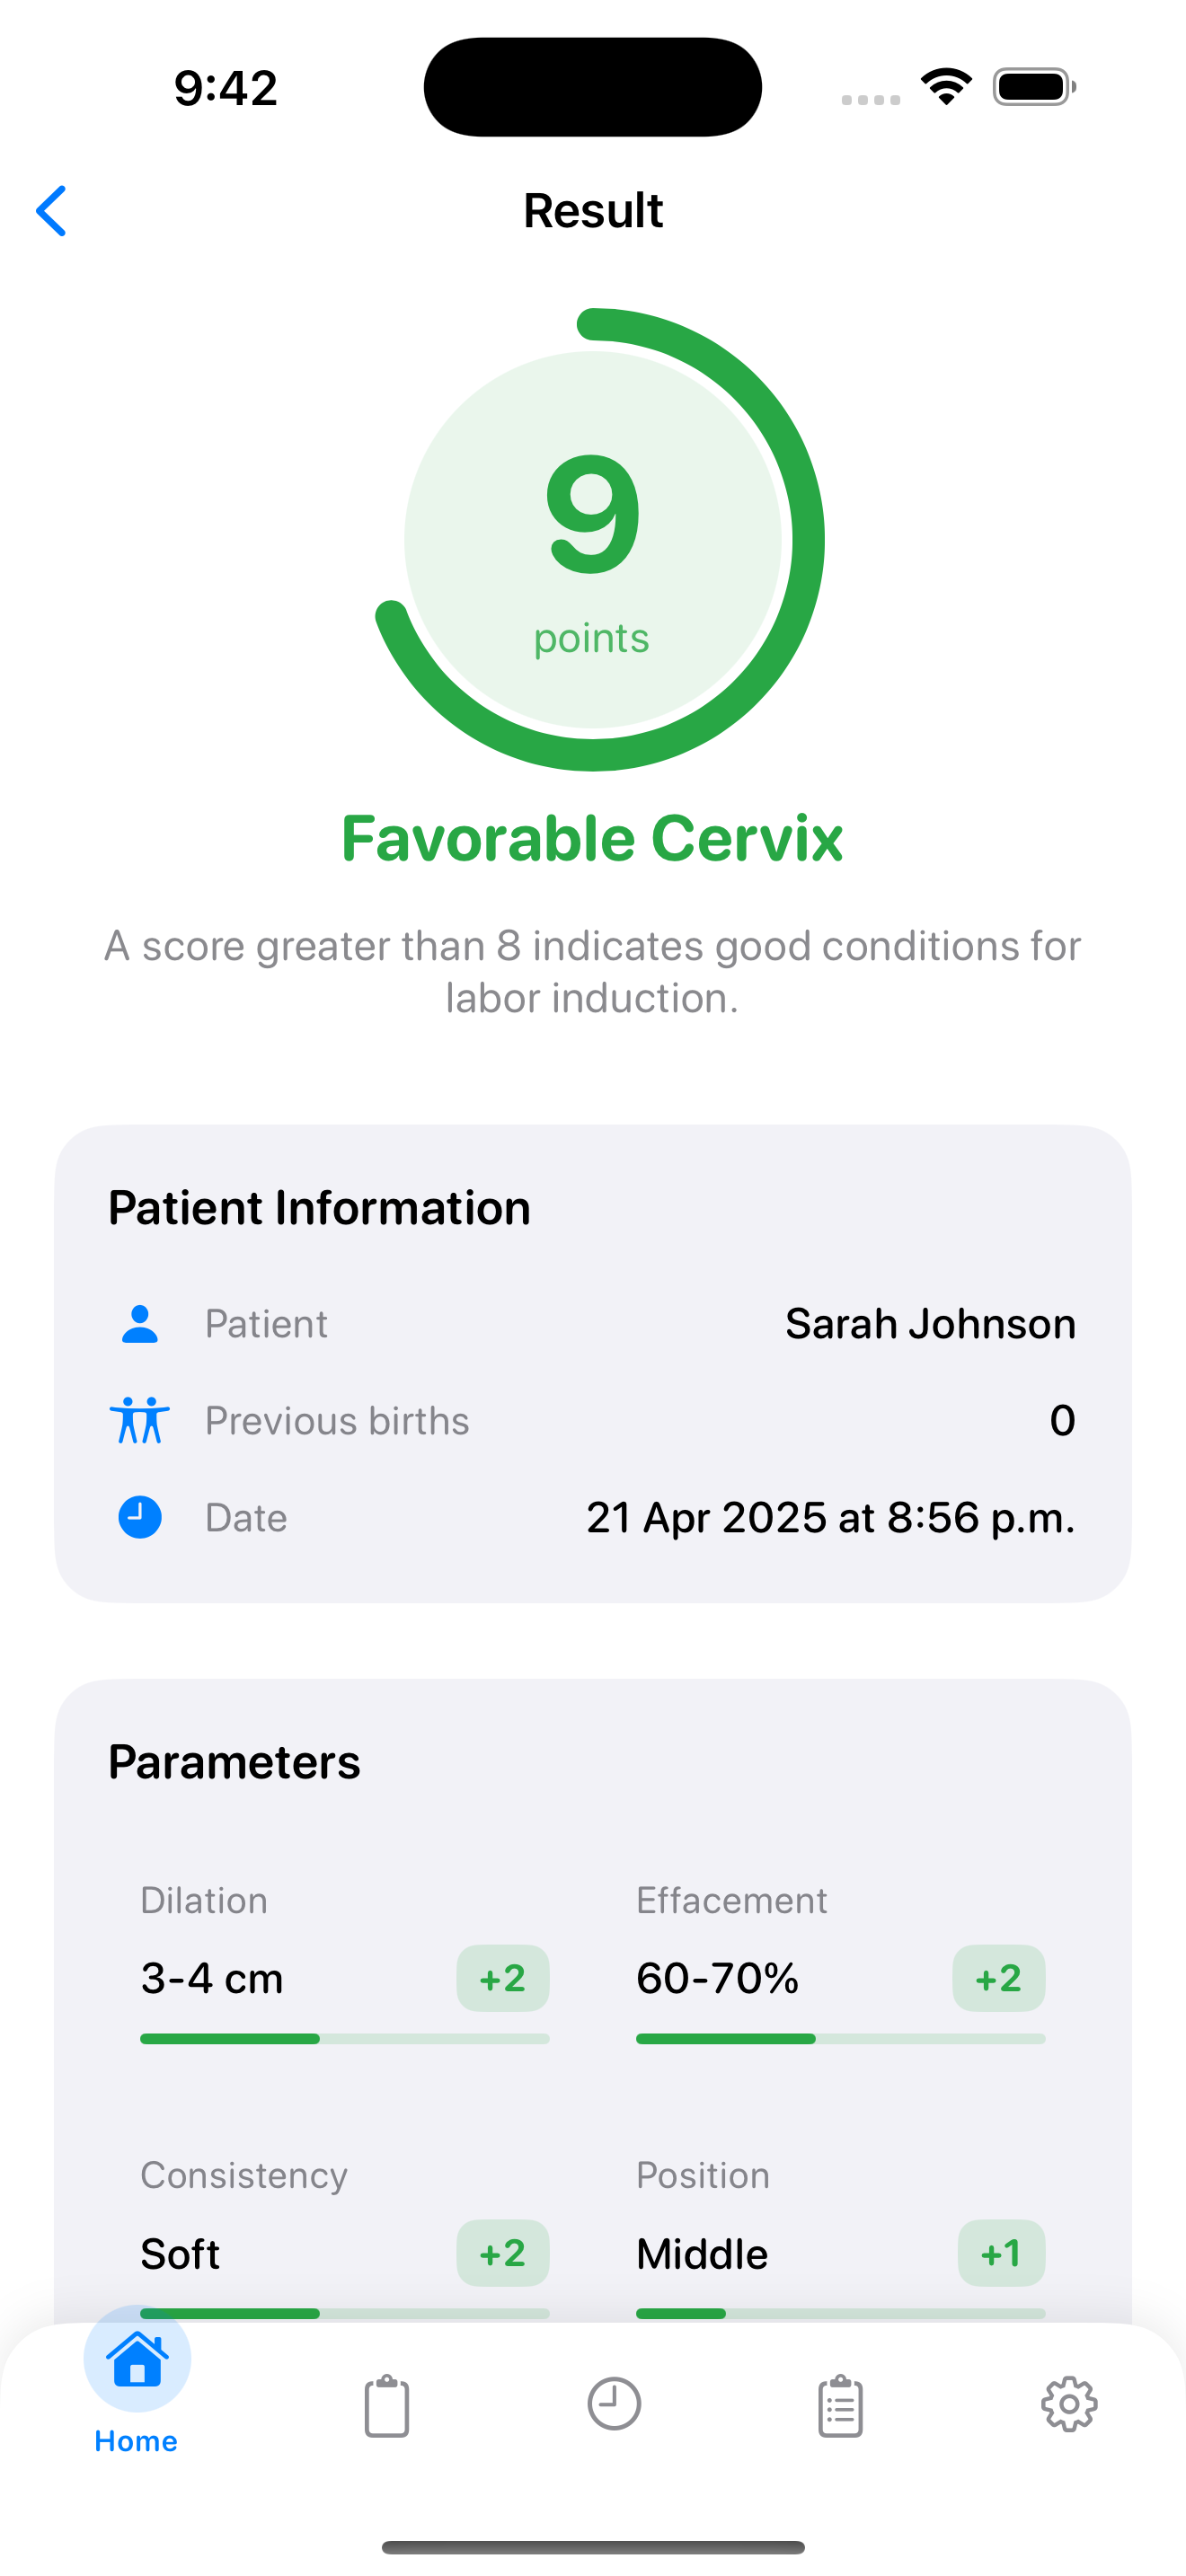 9:42
Result
9
points
Favorable Cervix
A score greater than 8 indicates good conditions for
labor induction.
Patient Information
Patient Sarah Johnson
Previous births 0
Date 21 Apr 2025 at 8:56 p.m.
Parameters
Dilation Effacement
3-4 cm +2 60-70% +2
Consistency Position
Soft +2 Middle +1
Home